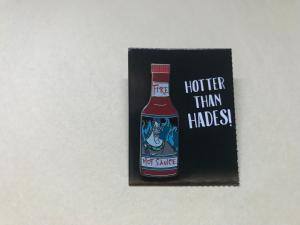 FIRE
HOT SAUCE
HOTTER
THAN
HADES!